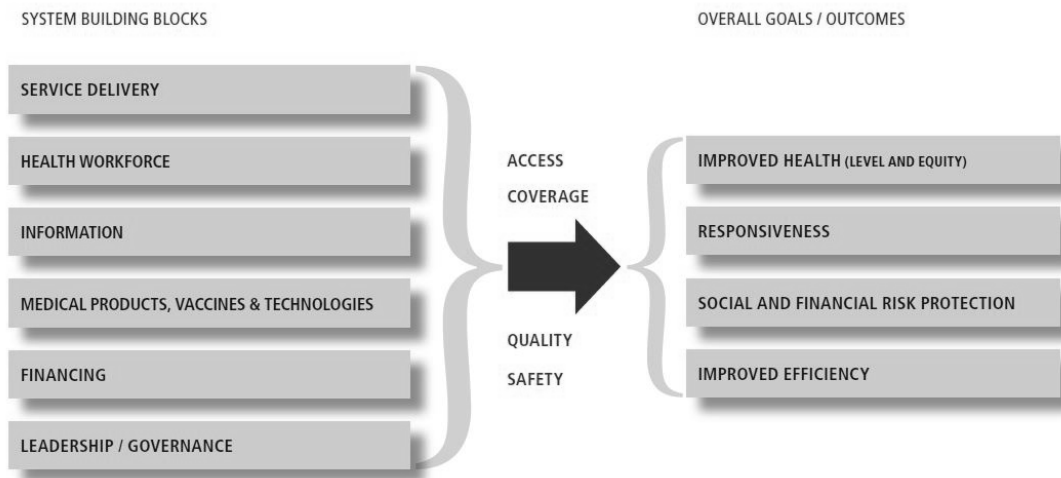 SYSTEM BUILDING BLOCKS
OVERALL GOALS / OUTCOMES
SERVICE DELIVERY
HEALTH WORKFORCE
INFORMATION
MEDICAL PRODUCTS, VACCINES & TECHNOLOGIES
FINANCING
LEADERSHIP / GOVERNANCE
ACCESS
COVERAGE
QUALITY
SAFETY
IMPROVED HEALTH (LEVEL AND EQUITY)
RESPONSIVENESS
SOCIAL AND FINANCIAL RISK PROTECTION
IMPROVED EFFICIENCY